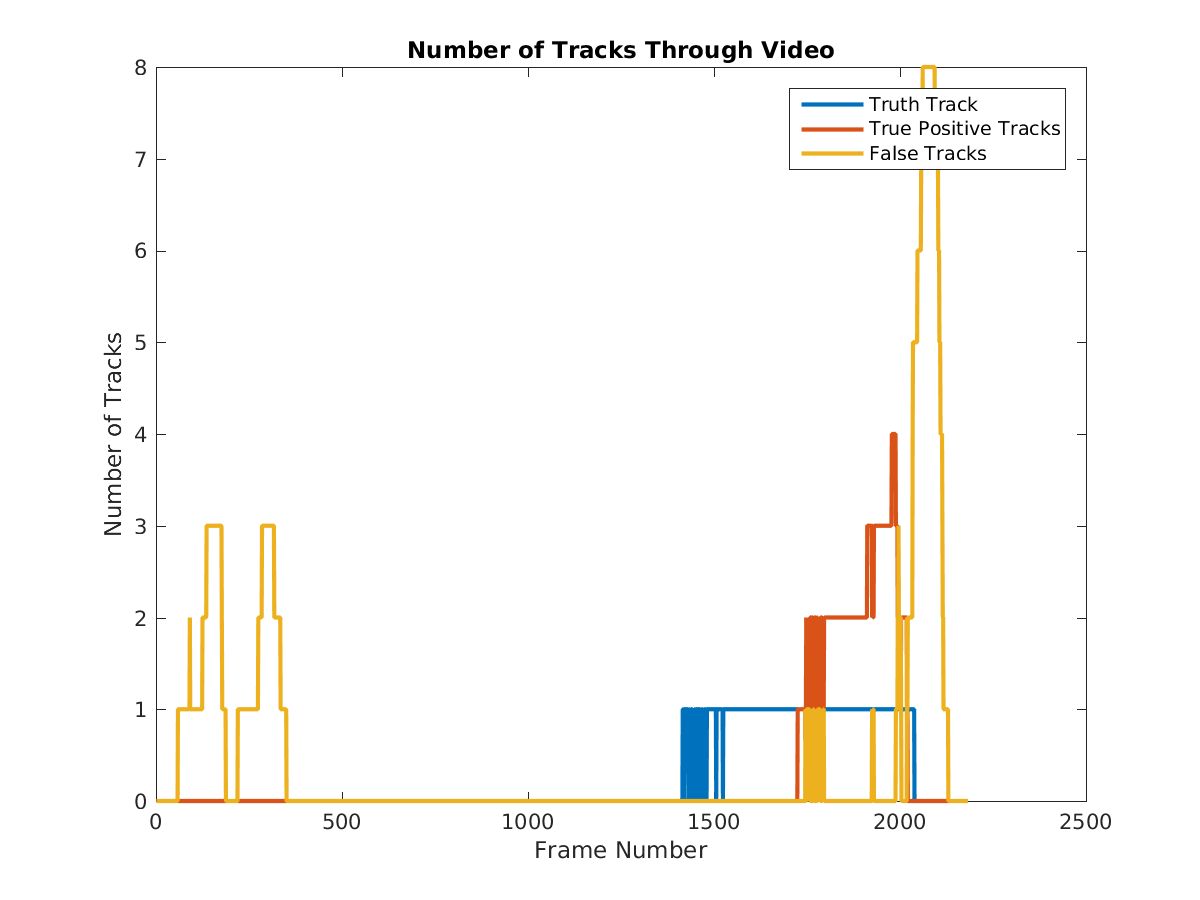 Number of Tracks Through Video
Truth Track
True Positive Tracks
False Tracks
8
7
6
5
4
3
2
1
0
Number of Tracks
0 500 1000 1500 2000 2500
Frame Number